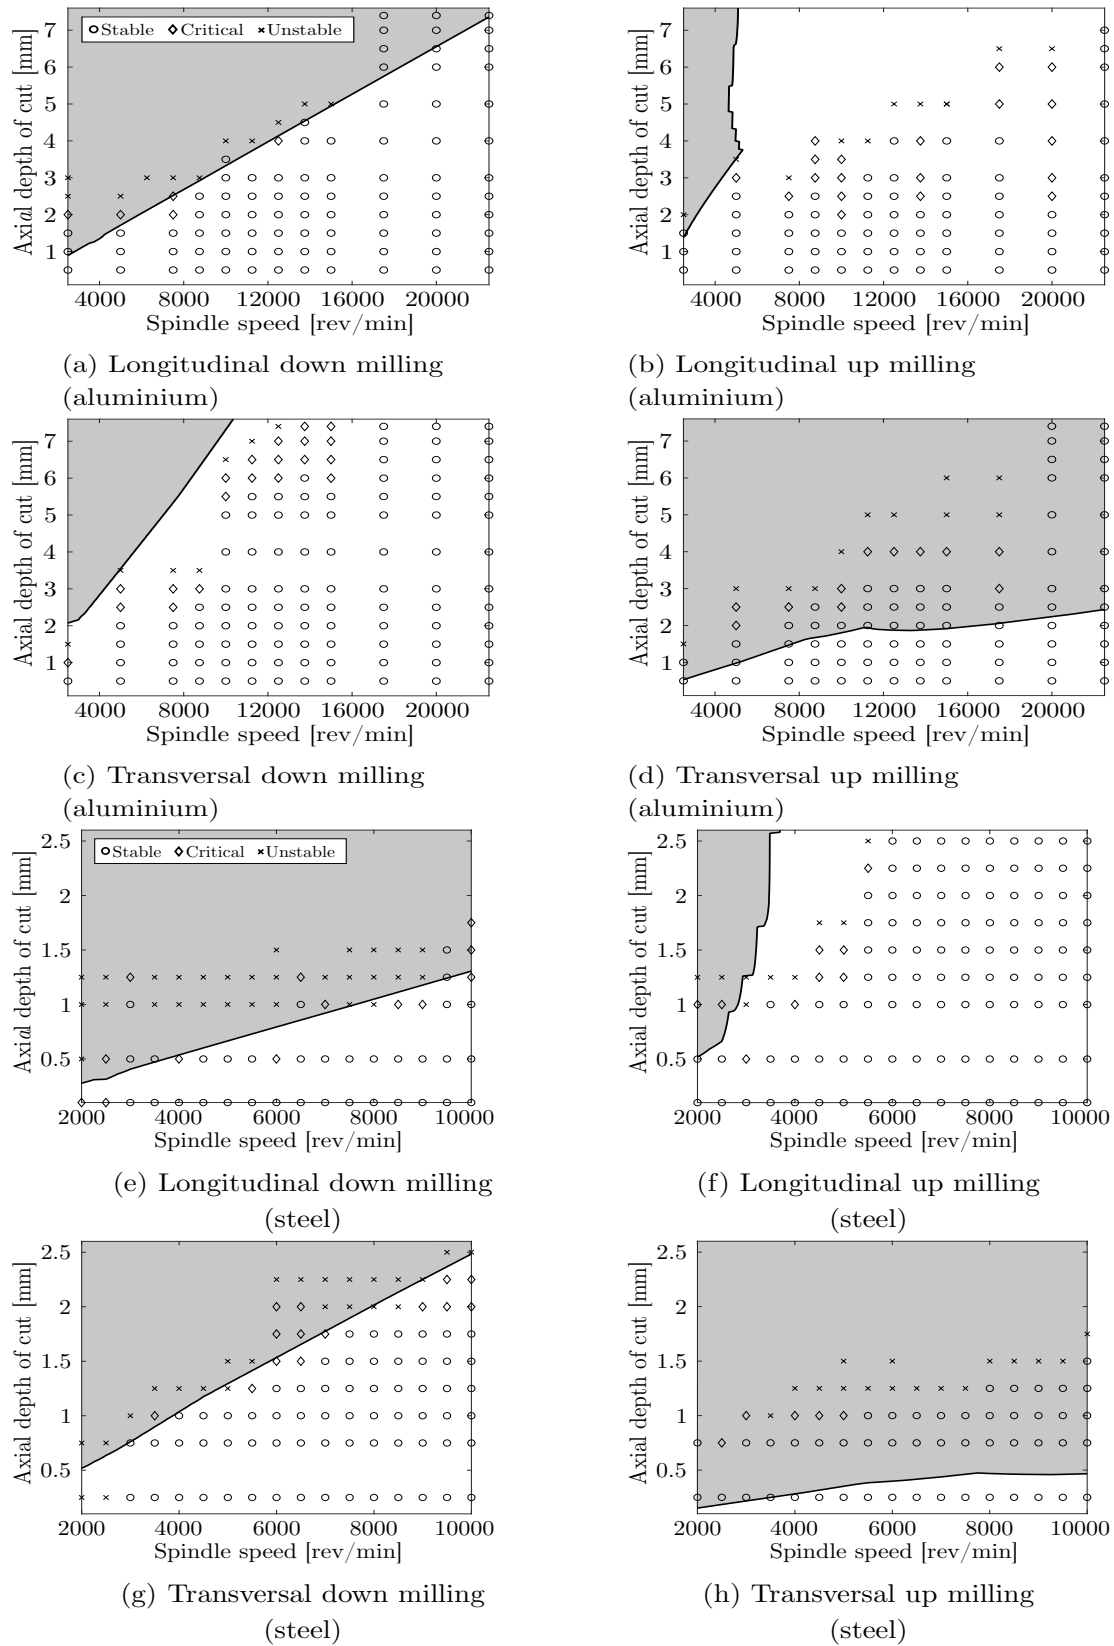 Stable Critical Unstable
7
6
5
4
3
2
1
Axial depth of cut [mm]
4000 8000 12000 16000 20000
Spindle speed [rev/min]
(a) Longitudinal down milling
(aluminium)
7
6
5
4
3
2
1
Axial depth of cut [mm]
4000 8000 12000 16000 20000
Spindle speed [rev/min]
(b) Longitudinal up milling
(aluminium)
7
6
5
4
3
2
1
Axial depth of cut [mm]
4000 8000 12000 16000 20000
Spindle speed [rev/min]
(c) Transversal down milling
(aluminium)
7
6
5
4
3
2
1
Axial depth of cut [mm]
4000 8000 12000 16000 20000
Spindle speed [rev/min]
(d) Transversal up milling
(aluminium)
Stable Critical Unstable
2.5
2
1.5
1
0.5
Axial depth of cut [mm]
2000 4000 6000 8000 10000
Spindle speed [rev/min]
(e) Longitudinal down milling
(steel)
2.5
2
1.5
1
0.5
Axial depth of cut [mm]
2000 4000 6000 8000 10000
Spindle speed [rev/min]
(f) Longitudinal up milling
(steel)
2.5
2
1.5
1
0.5
Axial depth of cut [mm]
2000 4000 6000 8000 10000
Spindle speed [rev/min]
(g) Transversal down milling
(steel)
2.5
2
1.5
1
0.5
Axial depth of cut [mm]
2000 4000 6000 8000 10000
Spindle speed [rev/min]
(h) Transversal up milling
(steel)